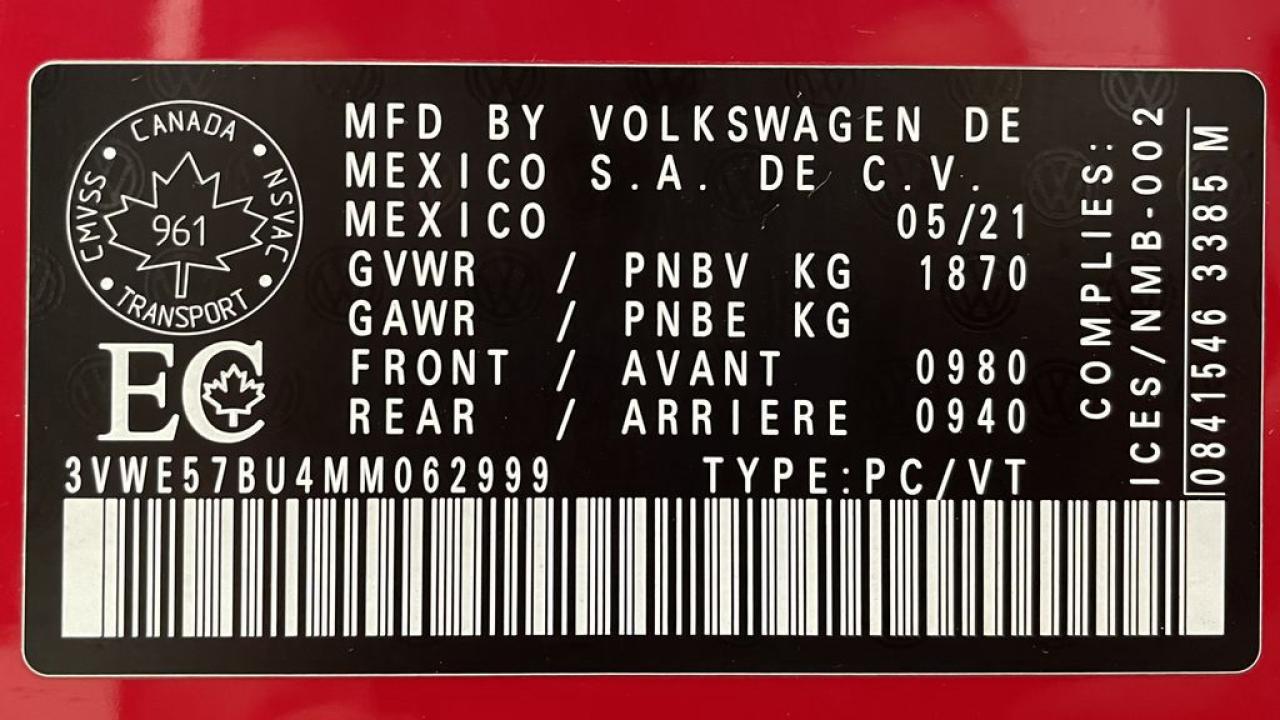 CANADA
CMVSS
NSVAC
961
TRANSPORT
EC
MFD BY VOLKSWAGEN DE
MEXICO S.A. DE C.V.
MEXICO 05/21
GVWR / PNBV KG 1870
GAWR / PNBE KG
FRONT / AVANT 0980
REAR / ARRIERE 0940
3VWE57BU4MM062999 TYPE:PC/VT
COMPLIES:
ICES/NMB-002
0841546 3385 M